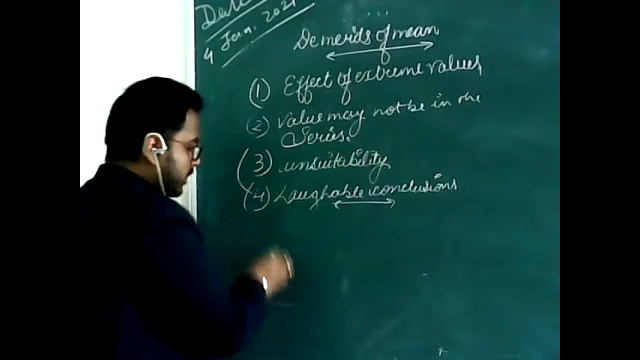 Date
4 Jan. 2021
Demerits of mean
(1) Effect of extreme values
(2) Value may not be in the
Series.
(3) unsuitability
(4) Laughable conclusions